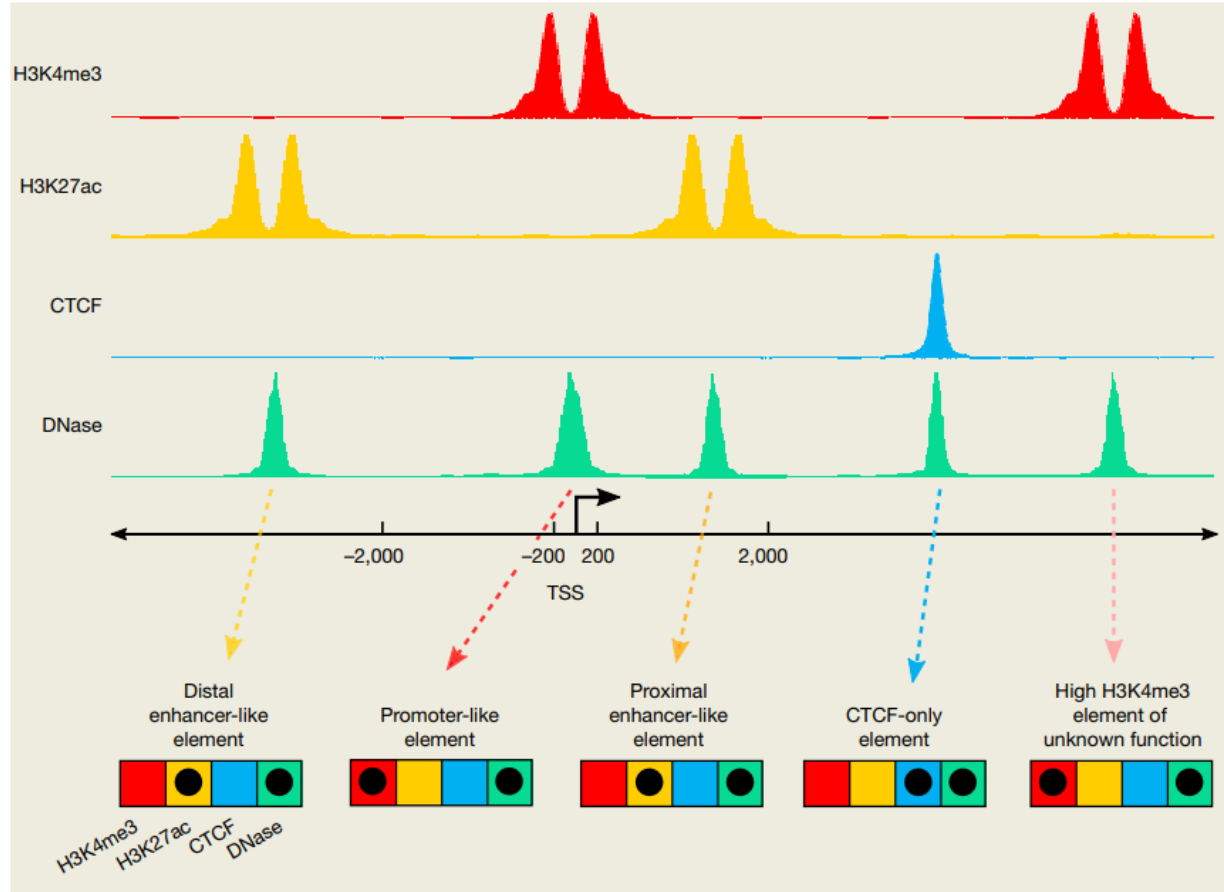 H3K4me3
H3K27ac
CTCF
DNase
–2,000
–200
200
2,000
TSS
Distal
enhancer-like
element
Promoter-like
element
Proximal
enhancer-like
element
CTCF-only
element
High H3K4me3
element of
unknown function
H3K4me3
H3K27ac
CTCF
DNase